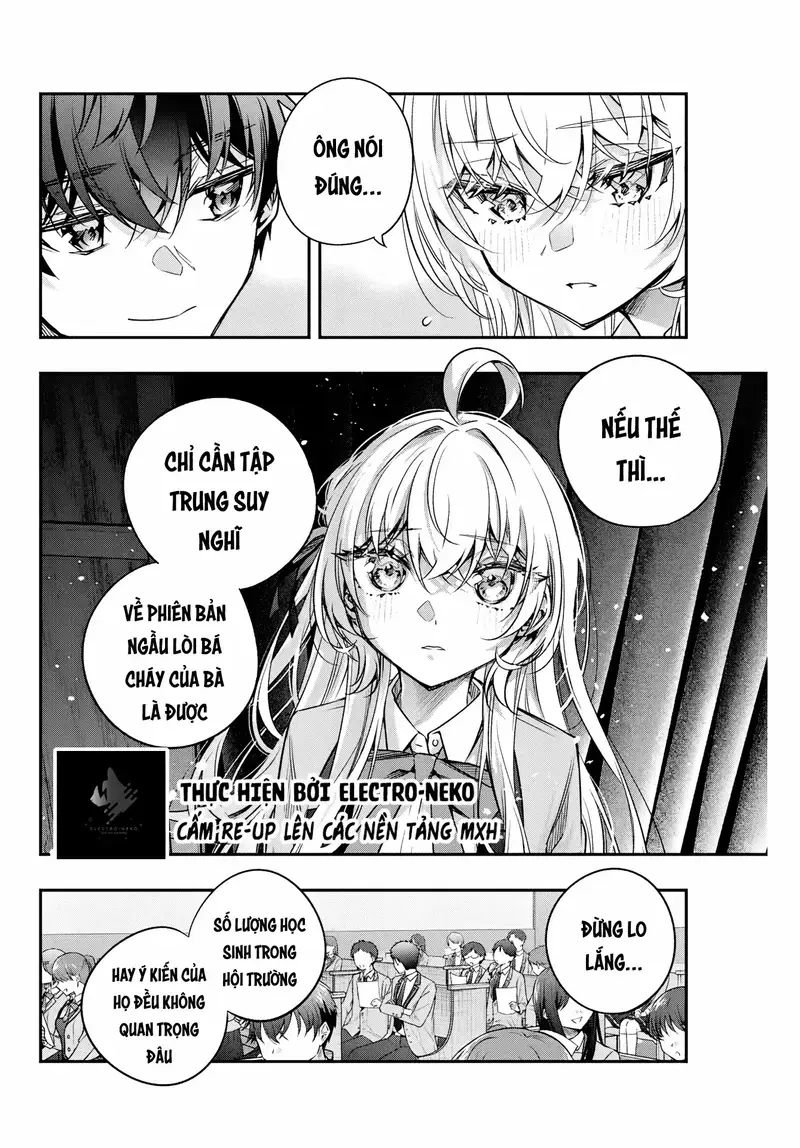 ÔNG NÓI
ĐÚNG...
NẾU THẾ
THÌ...
CHỈ CẦN TẬP
TRUNG SUY
NGHĨ
VỀ PHIÊN BẢN
NGẦU LÒI BÁ
CHÁY CỦA BÀ
LÀ ĐƯỢC
ELECTRO-NEKO
THỰC HIỆN BỞI ELECTRO-NEKO
CẤM RE-UP LÊN CÁC NỀN TẢNG MXH
ĐỪNG LO
LẮNG...
SỐ LƯỢNG HỌC
SINH TRONG
HỘI TRƯỜNG
HAY Ý KIẾN CỦA
HỌ ĐỀU KHÔNG
QUAN TRỌNG
ĐÂU